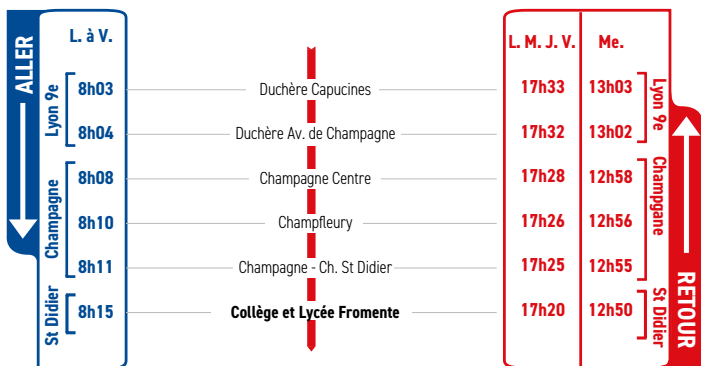 ALLER
L. à V.
L. M. J. V. Me.
RETOUR
Lyon 9e
8h03 Duchère Capucines 17h33 13h03
Lyon 9e
8h04 Duchère Av. de Champagne 17h32 13h02
Champagne
8h08 Champagne Centre 17h28 12h58
Champgane
8h10 Champfleury 17h26 12h56
8h11 Champagne - Ch. St Didier 17h25 12h55
St Didier
8h15 Collège et Lycée Fromente 17h20 12h50
St Didier